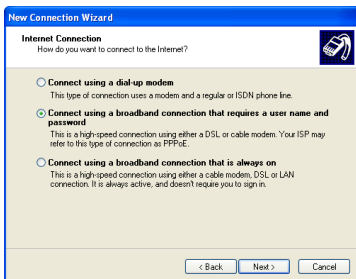 New Connection Wizard
Internet Connection
How do you want to connect to the Internet?
Connect using a dial-up modem
This type of connection uses a modem and a regular or ISDN phone line.
Connect using a broadband connection that requires a user name and
password
This is a high-speed connection using either a DSL or cable modem. Your ISP may
refer to this type of connection as PPPoE.
Connect using a broadband connection that is always on
This is a high-speed connection using either a cable modem, DSL or LAN
connection. It is always active, and doesn't require you to sign in.
< Back
Next >
Cancel